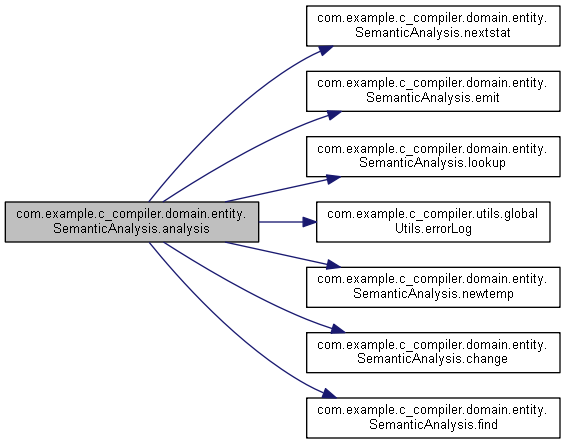 com.example.c_compiler.domain.entity.
SemanticAnalysis.nextstat
com.example.c_compiler.domain.entity.
SemanticAnalysis.emit
com.example.c_compiler.domain.entity.
SemanticAnalysis.lookup
com.example.c_compiler.domain.entity.
SemanticAnalysis.analysis
com.example.c_compiler.utils.global
Utils.errorLog
com.example.c_compiler.domain.entity.
SemanticAnalysis.newtemp
com.example.c_compiler.domain.entity.
SemanticAnalysis.change
com.example.c_compiler.domain.entity.
SemanticAnalysis.find